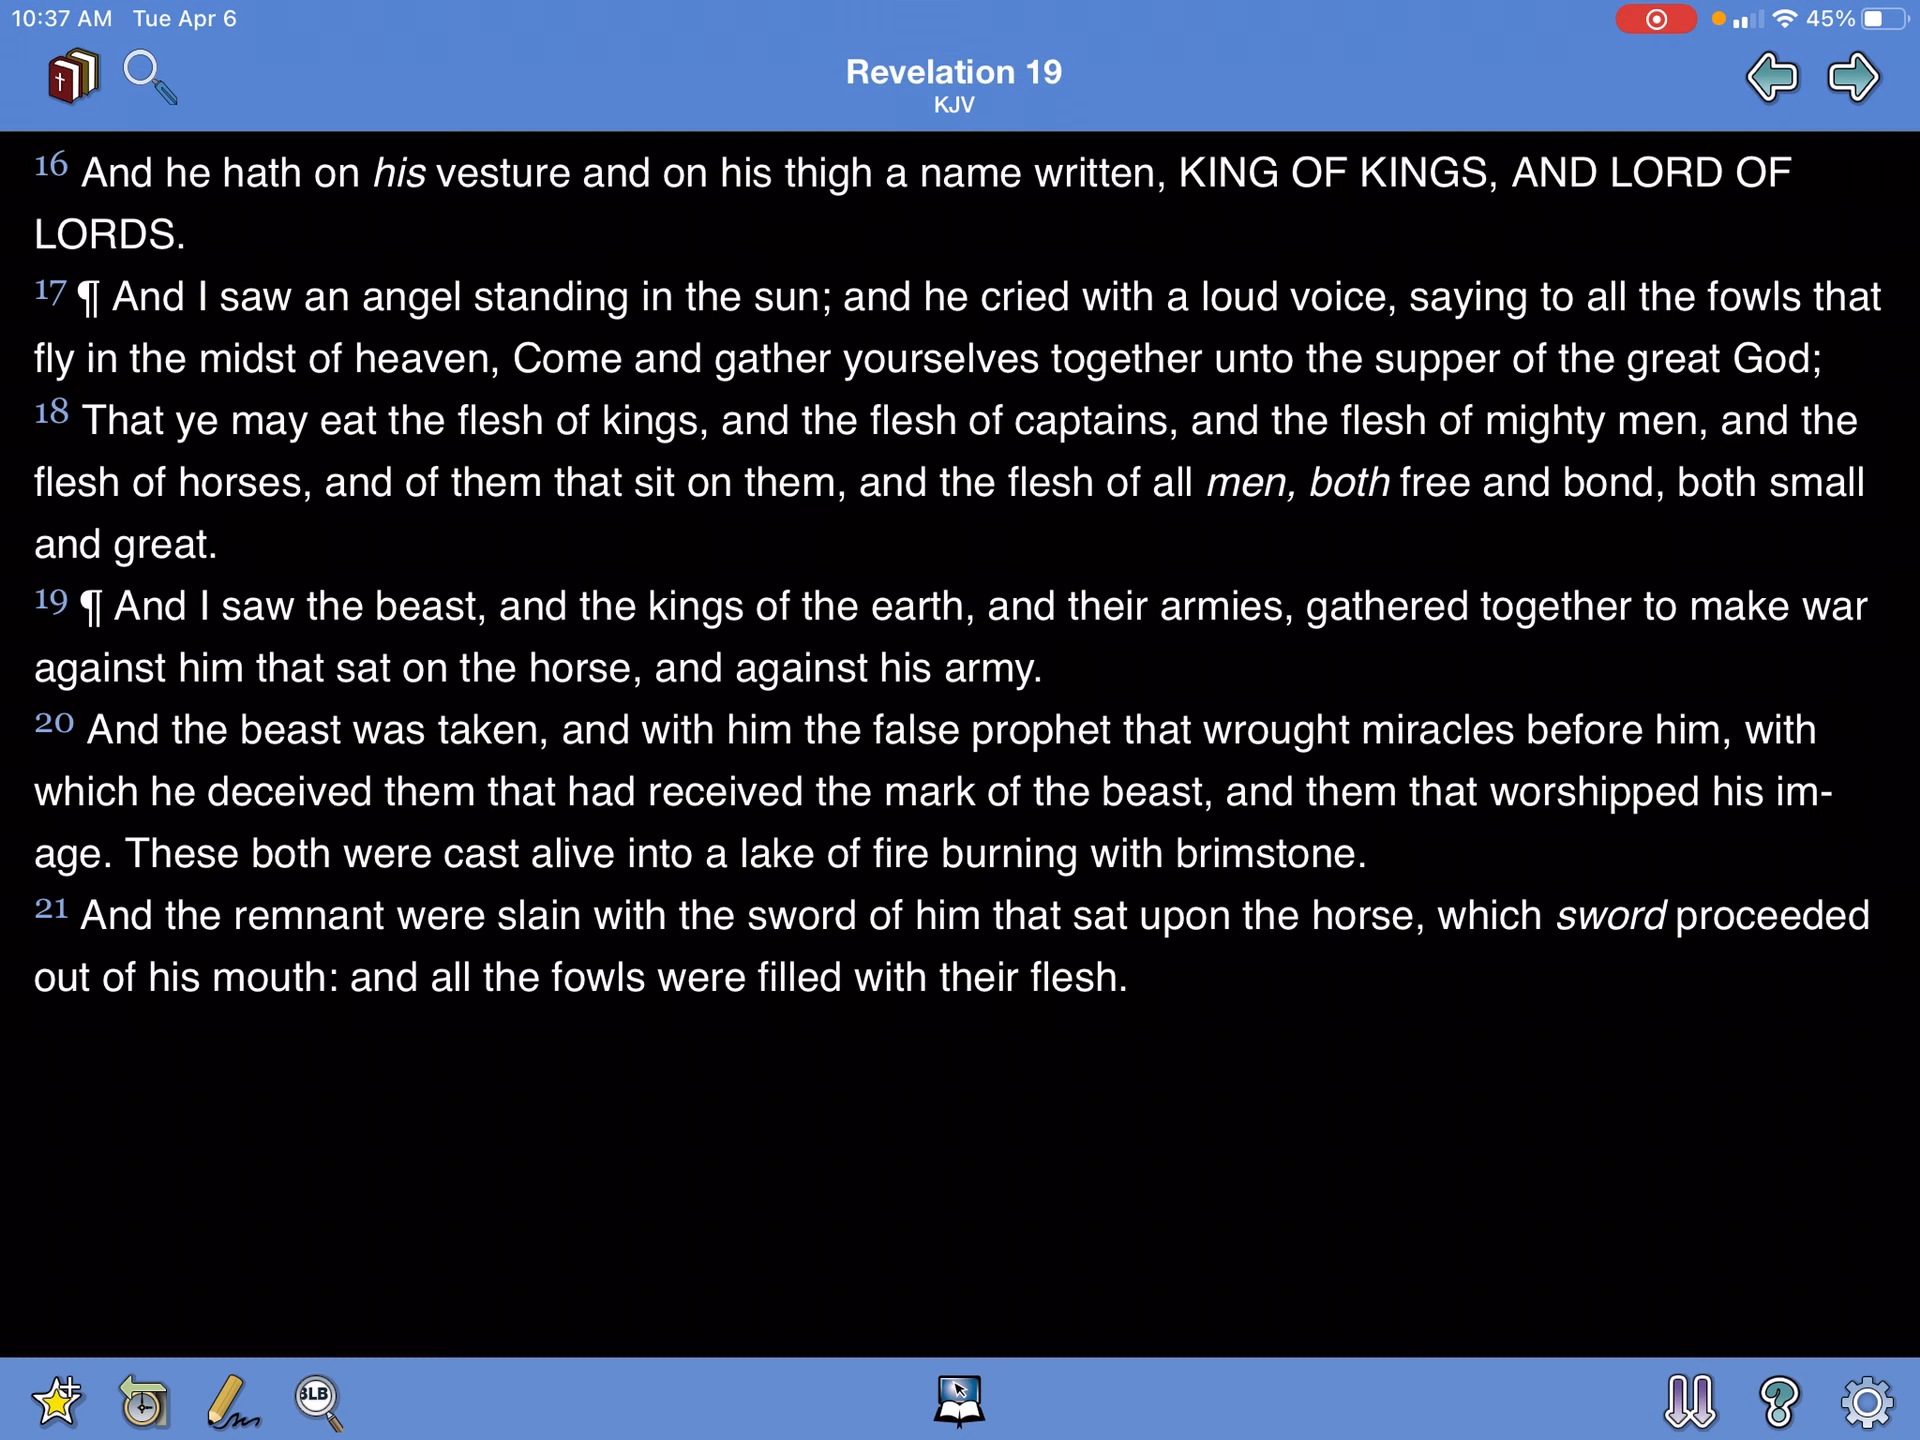 10:37 AM Tue Apr 6
45%
Revelation 19
KJV
16 And he hath on his vesture and on his thigh a name written, KING OF KINGS, AND LORD OF
LORDS.
17 ¶ And I saw an angel standing in the sun; and he cried with a loud voice, saying to all the fowls that
fly in the midst of heaven, Come and gather yourselves together unto the supper of the great God;
18 That ye may eat the flesh of kings, and the flesh of captains, and the flesh of mighty men, and the
flesh of horses, and of them that sit on them, and the flesh of all men, both free and bond, both small
and great.
19 ¶ And I saw the beast, and the kings of the earth, and their armies, gathered together to make war
against him that sat on the horse, and against his army.
20 And the beast was taken, and with him the false prophet that wrought miracles before him, with
which he deceived them that had received the mark of the beast, and them that worshipped his im-
age. These both were cast alive into a lake of fire burning with brimstone.
21 And the remnant were slain with the sword of him that sat upon the horse, which sword proceeded
out of his mouth: and all the fowls were filled with their flesh.
BLB